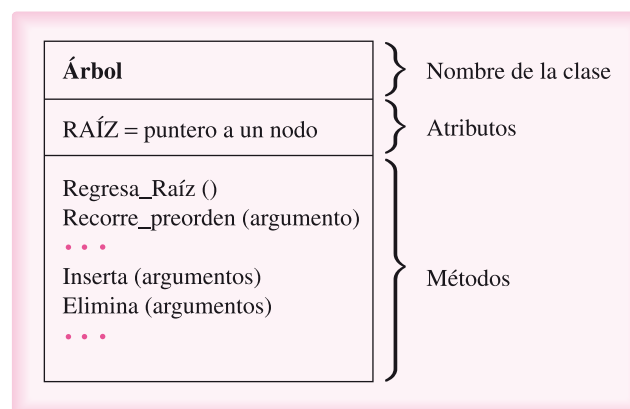 Árbol
Nombre de la clase
RAÍZ = puntero a un nodo
Atributos
Regresa_Raíz ()
Recorre_preorden (argumento)
• • •
Inserta (argumentos)
Elimina (argumentos)
• • •
Métodos